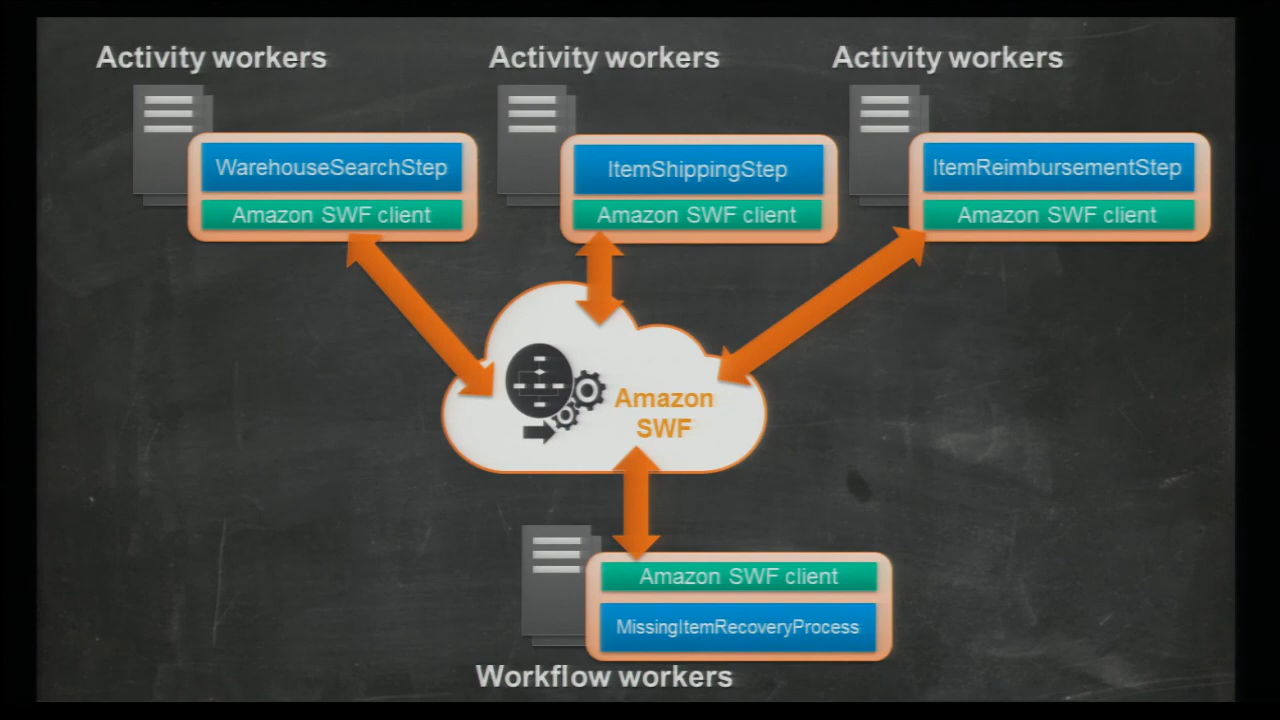 Activity workers
Activity workers
Activity workers
WarehouseSearchStep
ItemShippingStep
ItemReimbursementStep
Amazon SWF client
Amazon SWF client
Amazon SWF client
Amazon
SWF
Amazon SWF client
MissingItemRecoveryProcess
Workflow workers